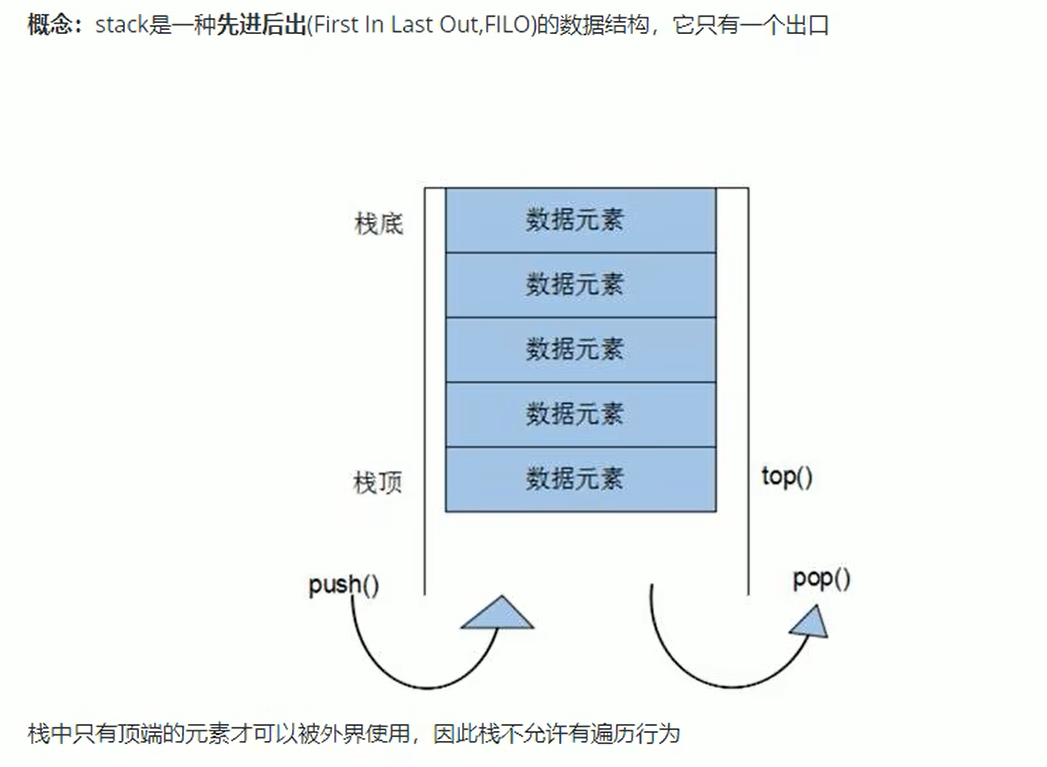 概念：stack是一种先进后出(First In Last Out,FILO)的数据结构，它只有一个出口
栈底
数据元素
数据元素
数据元素
数据元素
栈顶
数据元素
top()
push()
pop()
栈中只有顶端的元素才可以被外界使用，因此栈不允许有遍历行为